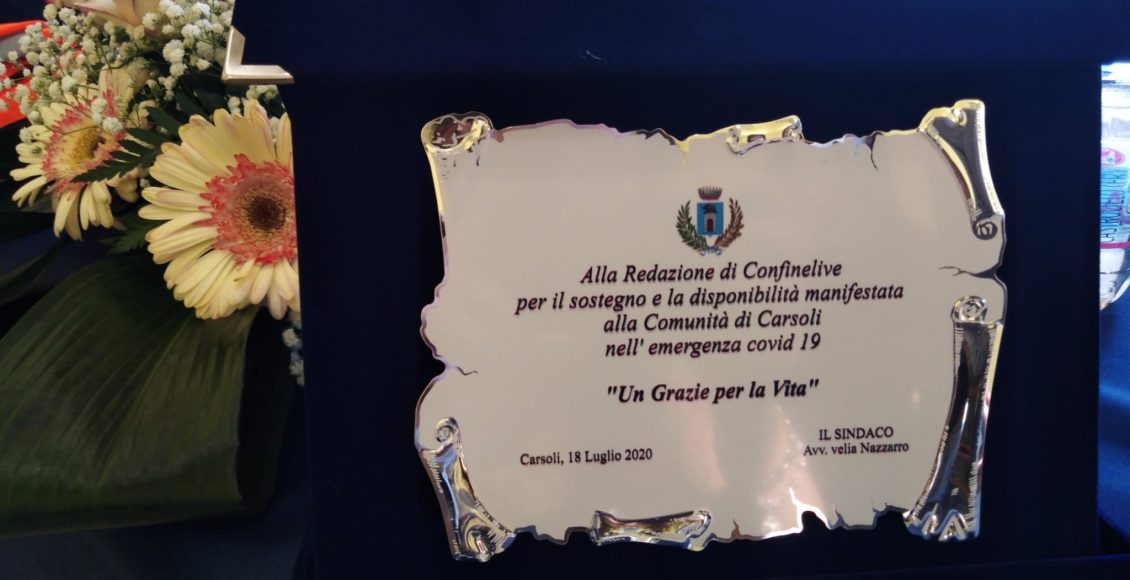 Alla Redazione di Confinelive
per il sostegno e la disponibilità manifestata
alla Comunità di Carsoli
nell' emergenza covid 19
"Un Grazie per la Vita"
Carsoli, 18 Luglio 2020
IL SINDACO
Avv. velia Nazzarro